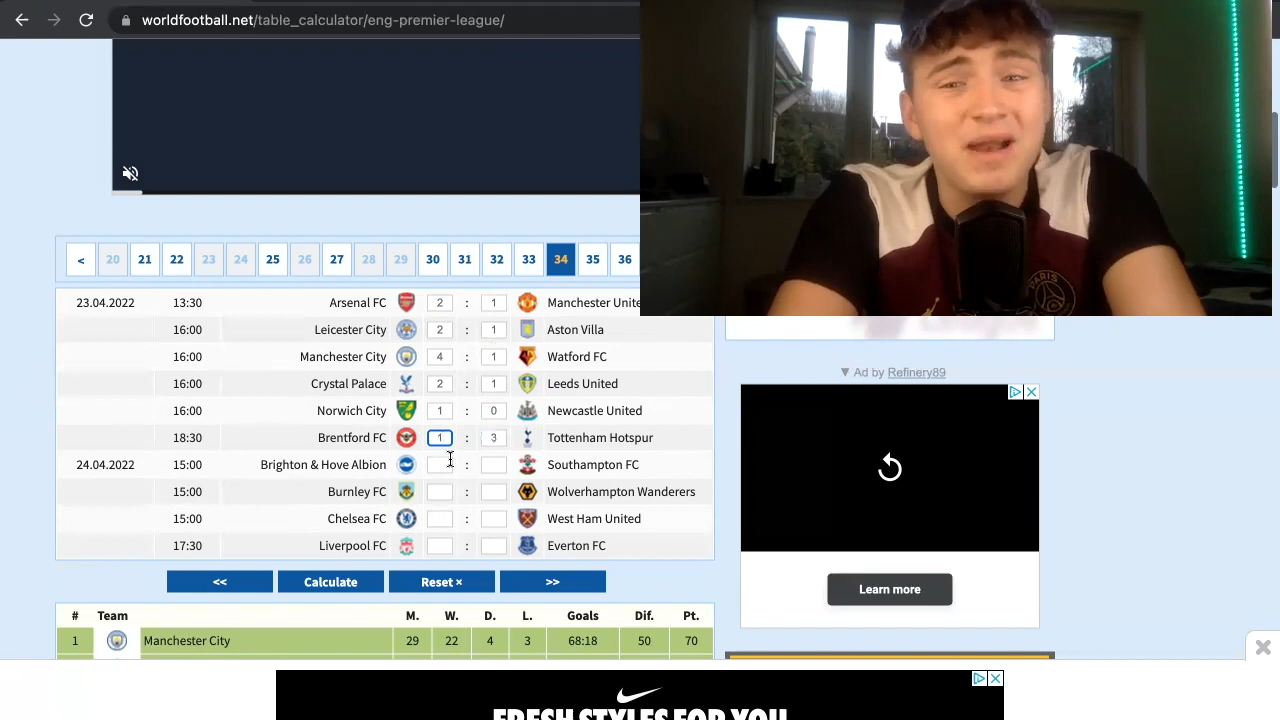 worldfootball.net/table_calculator/eng-premier-league/
< 20 21 22 23 24 25 26 27 28 29 30 31 32 33 34 35 36
23.04.2022 13:30 Arsenal FC 2 : 1 Manchester Unite
16:00 Leicester City 2 : 1 Aston Villa
16:00 Manchester City 4 : 1 Watford FC
16:00 Crystal Palace 2 : 1 Leeds United
16:00 Norwich City 1 : 0 Newcastle United
18:30 Brentford FC 1 : 3 Tottenham Hotspur
24.04.2022 15:00 Brighton & Hove Albion : Southampton FC
15:00 Burnley FC : Wolverhampton Wanderers
15:00 Chelsea FC : West Ham United
17:30 Liverpool FC : Everton FC
<< Calculate Reset × >>
# Team M. W. D. L. Goals Dif. Pt.
1 Manchester City 29 22 4 3 68:18 50 70
▼ Ad by Refinery89
Learn more
FRESH STYLES FOR YOU
PARIS